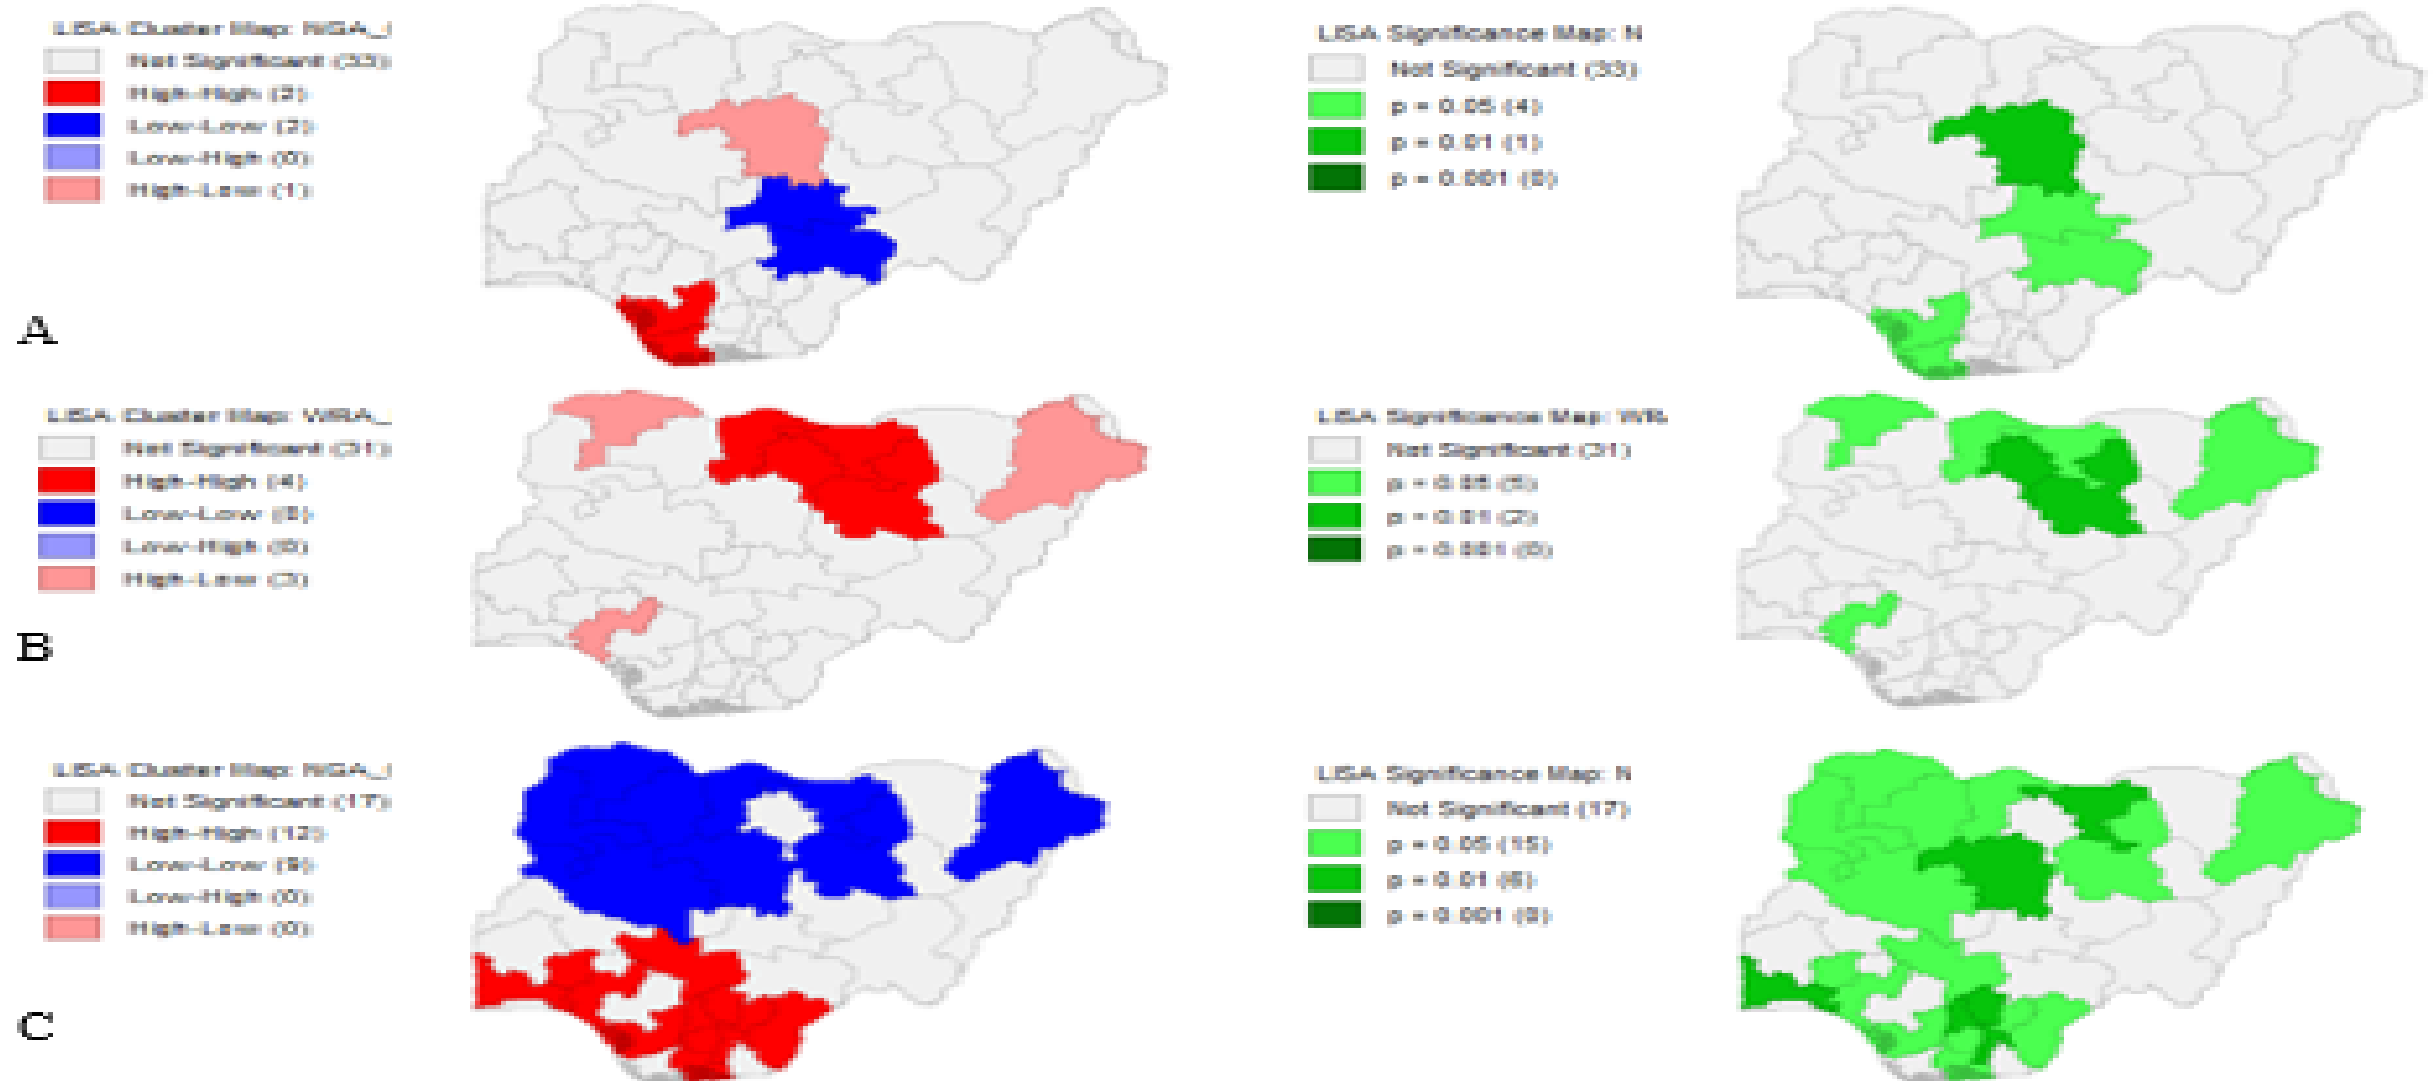 LISA Cluster Map: NGA_
Not Significant (33)
High-High (2)
Low-Low (2)
Low-High (0)
High-Low (1)
A
LISA Significance Map: N
Not Significant (33)
p = 0.05 (4)
p = 0.01 (1)
p = 0.001 (0)
LISA Cluster Map: WRA_
Not Significant (31)
High-High (4)
Low-Low
Low-High (0)
High-Low (3)
B
LISA Significance Map:
Not Significant (31)
p = 0.05 (5)
p = 0.01 (2)
p = 0.001 (0)
LISA Cluster Map: NGA_
Not Significant (17)
High-High (12)
Low-Low (9)
Low-High (0)
High-Low (0)
C
LISA Significance Map: N
Not Significant (17)
p = 0.05 (15)
p = 0.01 (6)
p = 0.001 (0)